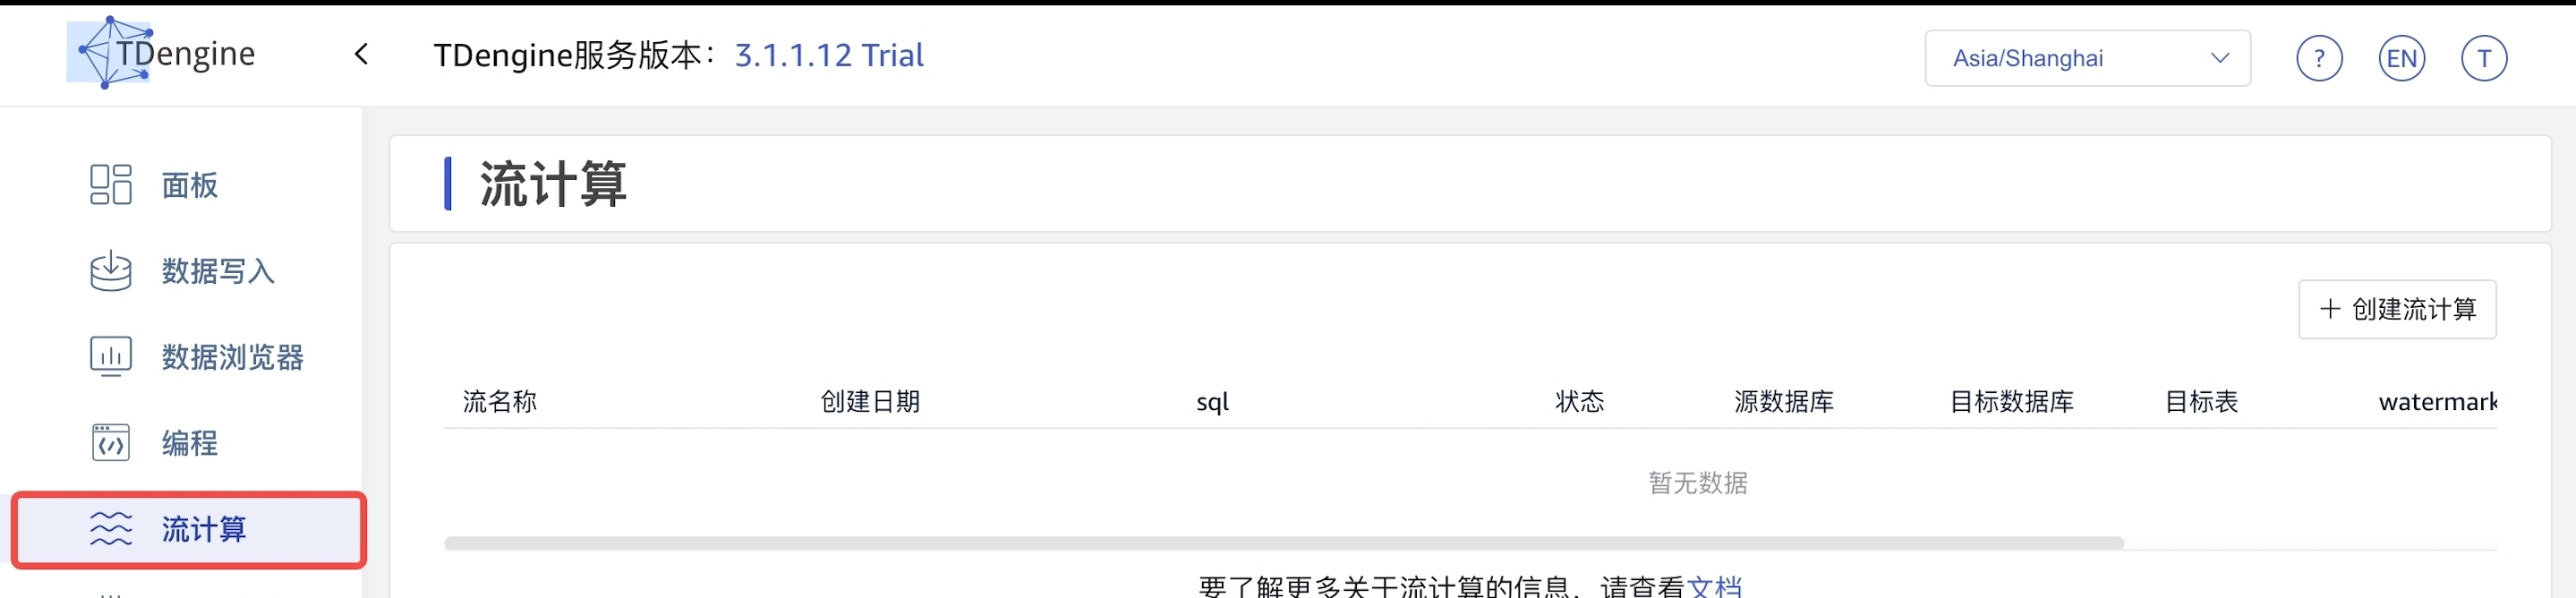 TDengine
TDengine服务版本：3.1.1.12 Trial
Asia/Shanghai
?
EN
T
面板
数据写入
数据浏览器
编程
流计算
流计算
+ 创建流计算
流名称 创建日期 sql 状态 源数据库 目标数据库 目标表 watermark
暂无数据
要了解更多关于流计算的信息，请查看文档